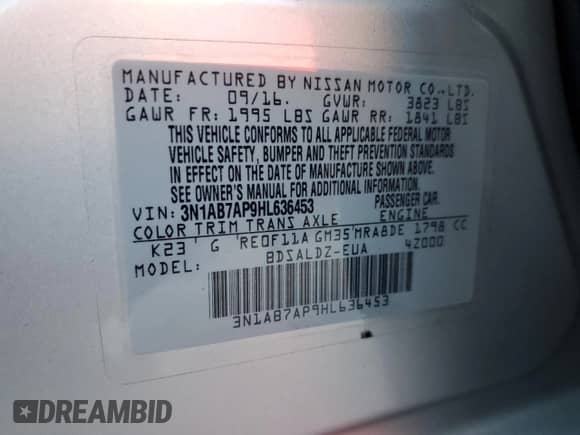 MANUFACTURED BY NISSAN MOTOR CO.,LTD.
DATE: 09/16. GVWR: 3823 LBS
GAWR FR: 1995 LBS GAWR RR: 1841 LBS
THIS VEHICLE CONFORMS TO ALL APPLICABLE FEDERAL MOTOR
VEHICLE SAFETY, BUMPER AND THEFT PREVENTION STANDARDS
IN EFFECT ON THE DATE OF MANUFACTURE SHOWN ABOVE.
SEE OWNER'S MANUAL FOR ADDITIONAL INFORMATION.
VIN: 3N1AB7AP9HL636453 PASSENGER CAR.
COLOR TRIM TRANS AXLE ENGINE
K23 G RE0F11A GM35 MRA8DE 1798 CC
MODEL: BDSALDZ-EUA 4Z000
3N1AB7AP9HL636453
DREAMBID